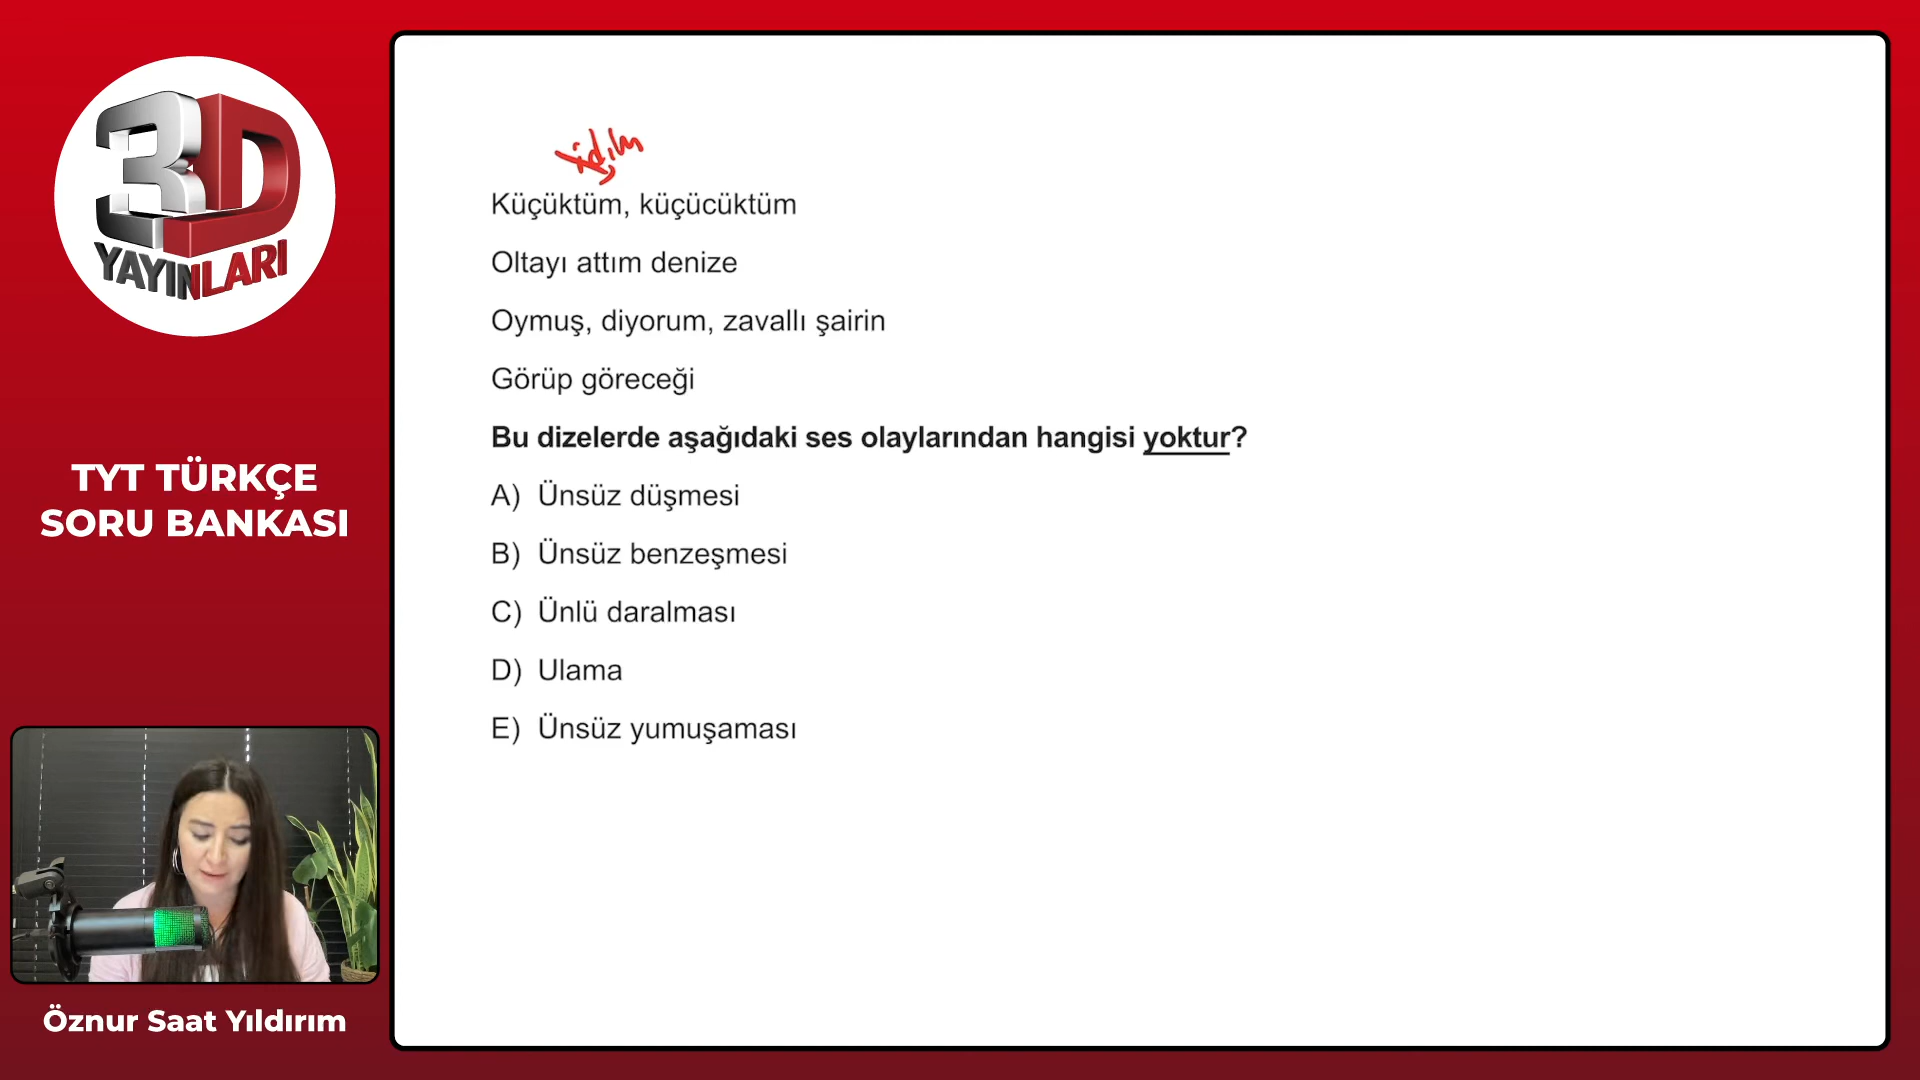 3D
YAYINLARI
TYT TÜRKÇE
SORU BANKASI
Öznur Saat Yıldırım
Küçüktüm, küçücüktüm
Oltayı attım denize
Oymuş, diyorum, zavallı şairin
Görüp göreceği
Bu dizelerde aşağıdaki ses olaylarından hangisi yoktur?
A) Ünsüz düşmesi
B) Ünsüz benzeşmesi
C) Ünlü daralması
D) Ulama
E) Ünsüz yumuşaması